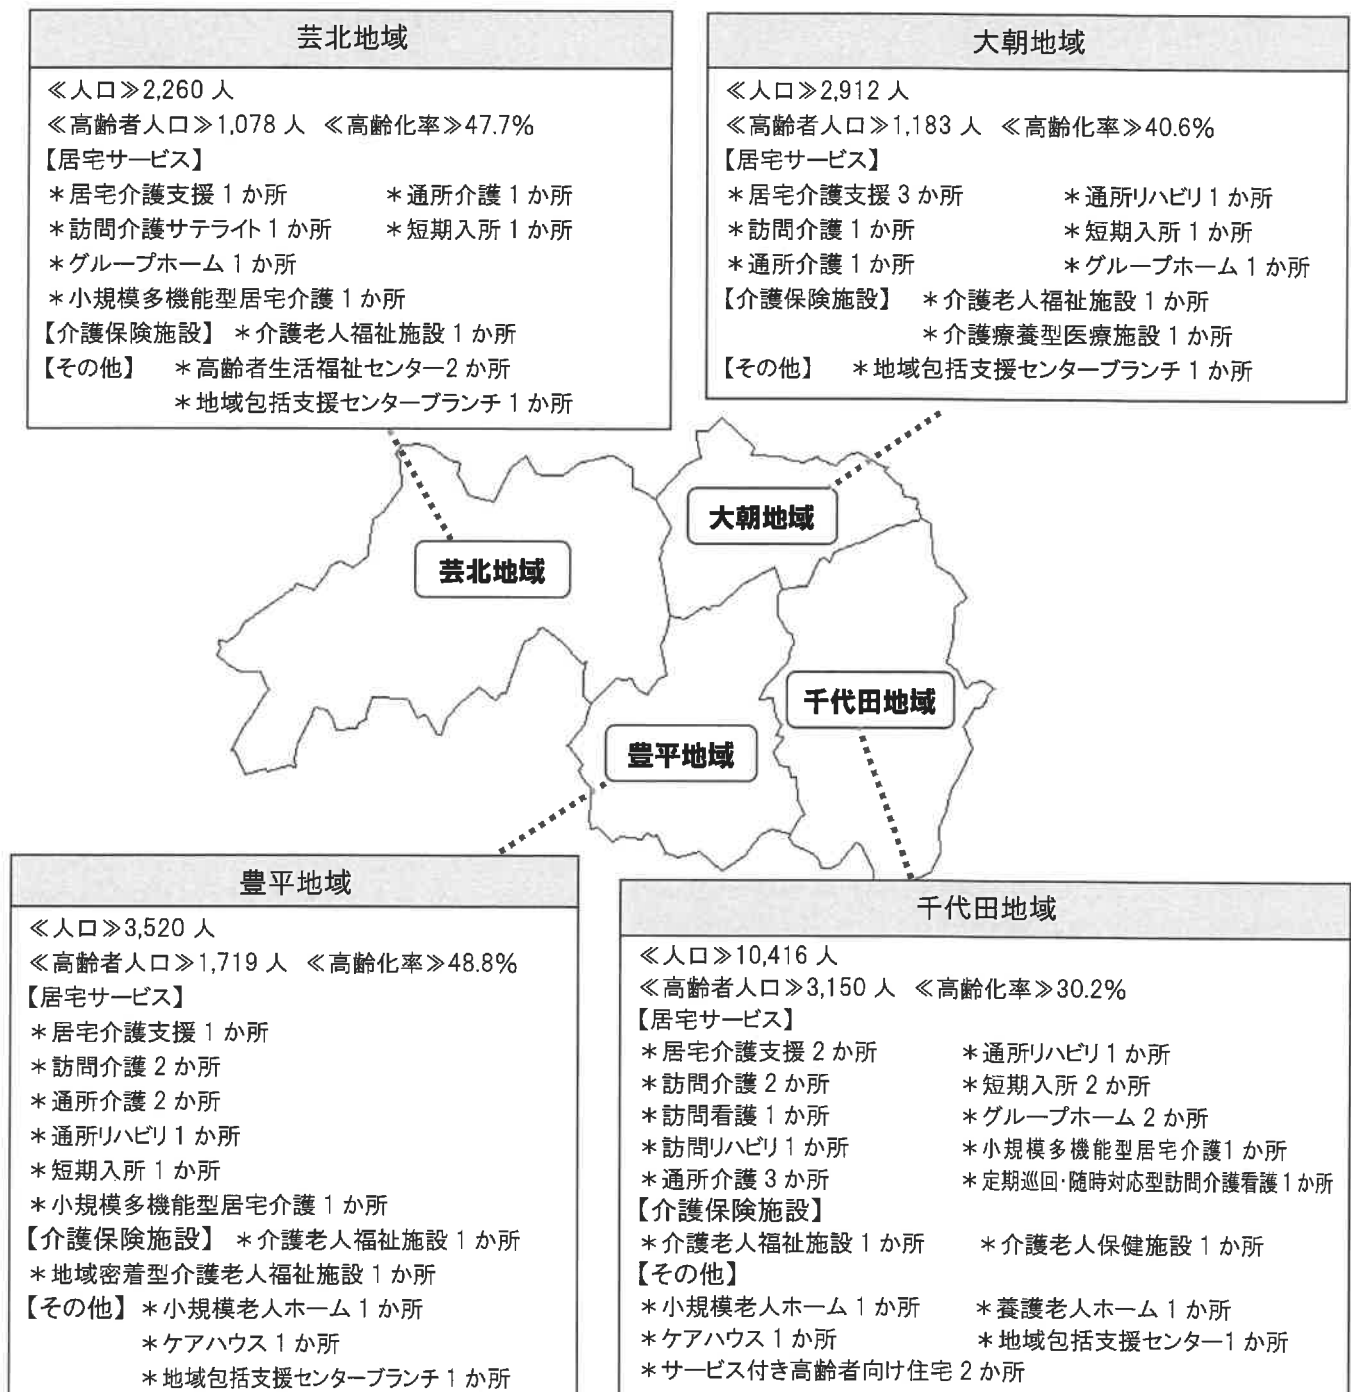 芸北地域
≪人口≫2,260 人
≪高齢者人口≫1,078 人 ≪高齢化率≫47.7%
【居宅サービス】
＊居宅介護支援 1 か所 ＊通所介護 1 か所
＊訪問介護サテライト 1 か所 ＊短期入所 1 か所
＊グループホーム 1 か所
＊小規模多機能型居宅介護 1 か所
【介護保険施設】 ＊介護老人福祉施設 1 か所
【その他】 ＊高齢者生活福祉センター2 か所
＊地域包括支援センターブランチ 1 か所
大朝地域
≪人口≫2,912 人
≪高齢者人口≫1,183 人 ≪高齢化率≫40.6%
【居宅サービス】
＊居宅介護支援 3 か所 ＊通所リハビリ 1 か所
＊訪問介護 1 か所 ＊短期入所 1 か所
＊通所介護 1 か所 ＊グループホーム 1 か所
【介護保険施設】 ＊介護老人福祉施設 1 か所
＊介護療養型医療施設 1 か所
【その他】 ＊地域包括支援センターブランチ 1 か所
大朝地域
芸北地域
千代田地域
豊平地域
豊平地域
≪人口≫3,520 人
≪高齢者人口≫1,719 人 ≪高齢化率≫48.8%
【居宅サービス】
＊居宅介護支援 1 か所
＊訪問介護 2 か所
＊通所介護 2 か所
＊通所リハビリ 1 か所
＊短期入所 1 か所
＊小規模多機能型居宅介護 1 か所
【介護保険施設】 ＊介護老人福祉施設 1 か所
＊地域密着型介護老人福祉施設 1 か所
【その他】 ＊小規模老人ホーム 1 か所
＊ケアハウス 1 か所
＊地域包括支援センターブランチ 1 か所
千代田地域
≪人口≫10,416 人
≪高齢者人口≫3,150 人 ≪高齢化率≫30.2%
【居宅サービス】
＊居宅介護支援 2 か所 ＊通所リハビリ 1 か所
＊訪問介護 2 か所 ＊短期入所 2 か所
＊訪問看護 1 か所 ＊グループホーム 2 か所
＊訪問リハビリ 1 か所 ＊小規模多機能型居宅介護1 か所
＊通所介護 3 か所 ＊定期巡回･随時対応型訪問介護看護 1 か所
【介護保険施設】
＊介護老人福祉施設 1 か所 ＊介護老人保健施設 1 か所
【その他】
＊小規模老人ホーム 1 か所 ＊養護老人ホーム 1 か所
＊ケアハウス 1 か所 ＊地域包括支援センター1 か所
＊サービス付き高齢者向け住宅 2 か所